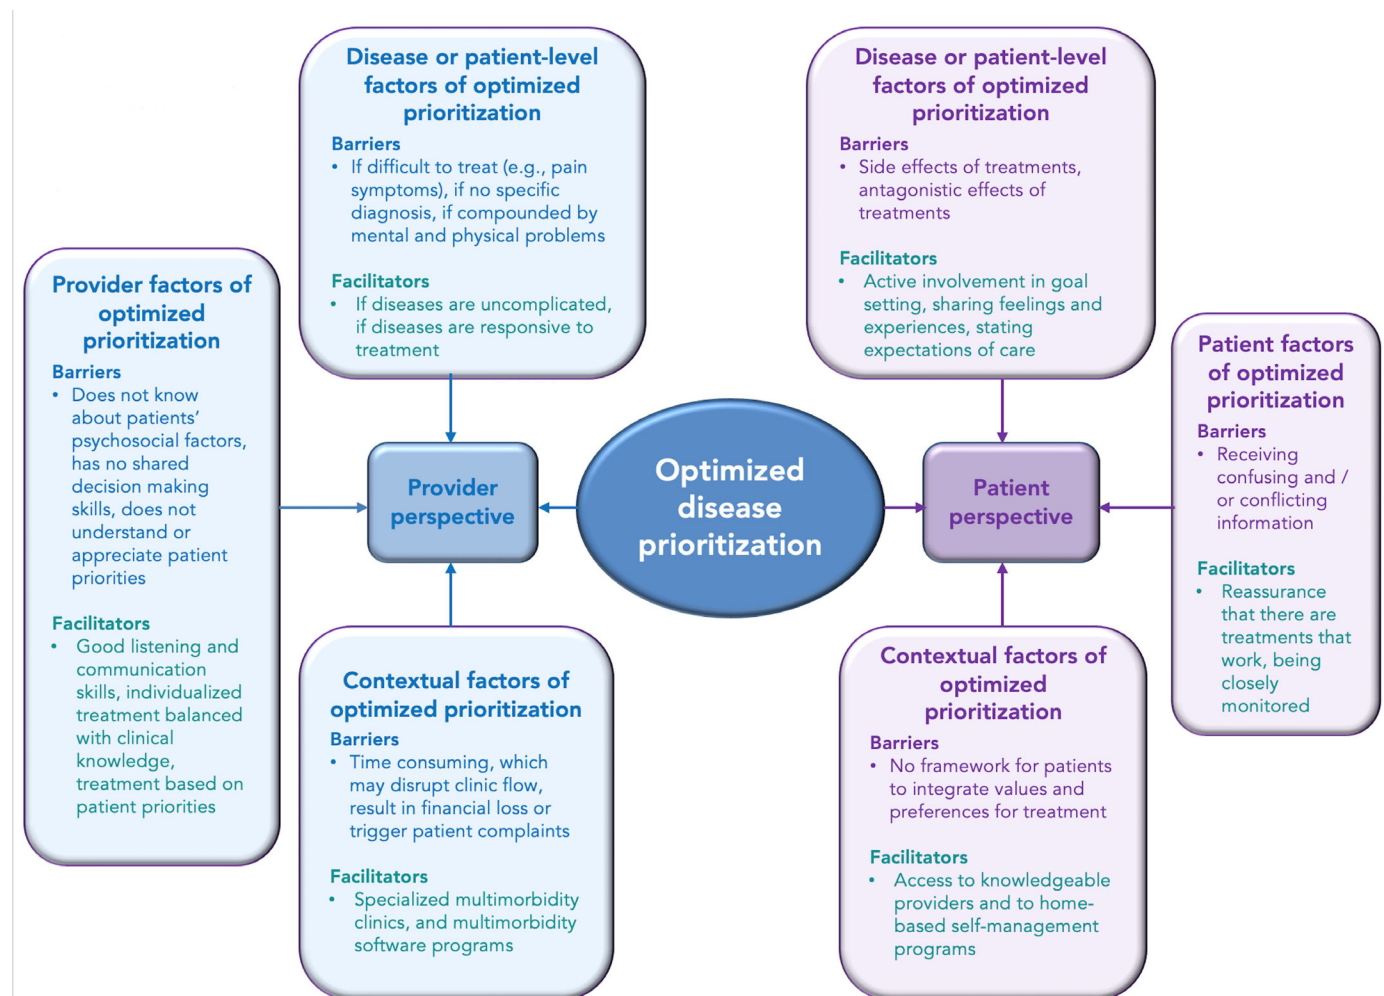 Disease or patient-level
factors of optimized
prioritization
Barriers
• If difficult to treat (e.g., pain
symptoms), if no specific
diagnosis, if compounded by
mental and physical problems
Facilitators
• If diseases are uncomplicated,
if diseases are responsive to
treatment
Disease or patient-level
factors of optimized
prioritization
Barriers
• Side effects of treatments,
antagonistic effects of
treatments
Facilitators
• Active involvement in goal
setting, sharing feelings and
experiences, stating
expectations of care
Provider factors of
optimized
prioritization
Barriers
• Does not know
about patients’
psychosocial factors,
has no shared
decision making
skills, does not
understand or
appreciate patient
priorities
Facilitators
• Good listening and
communication
skills, individualized
treatment balanced
with clinical
knowledge,
treatment based on
patient priorities
Provider
perspective
Optimized
disease
prioritization
Patient
perspective
Patient factors
of optimized
prioritization
Barriers
• Receiving
confusing and /
or conflicting
information
Facilitators
• Reassurance
that there are
treatments that
work, being
closely
monitored
Contextual factors of
optimized prioritization
Barriers
• Time consuming, which
may disrupt clinic flow,
result in financial loss or
trigger patient complaints
Facilitators
• Specialized multimorbidity
clinics, and multimorbidity
software programs
Contextual factors of
optimized
prioritization
Barriers
• No framework for patients
to integrate values and
preferences for treatment
Facilitators
• Access to knowledgeable
providers and to home-
based self-management
programs